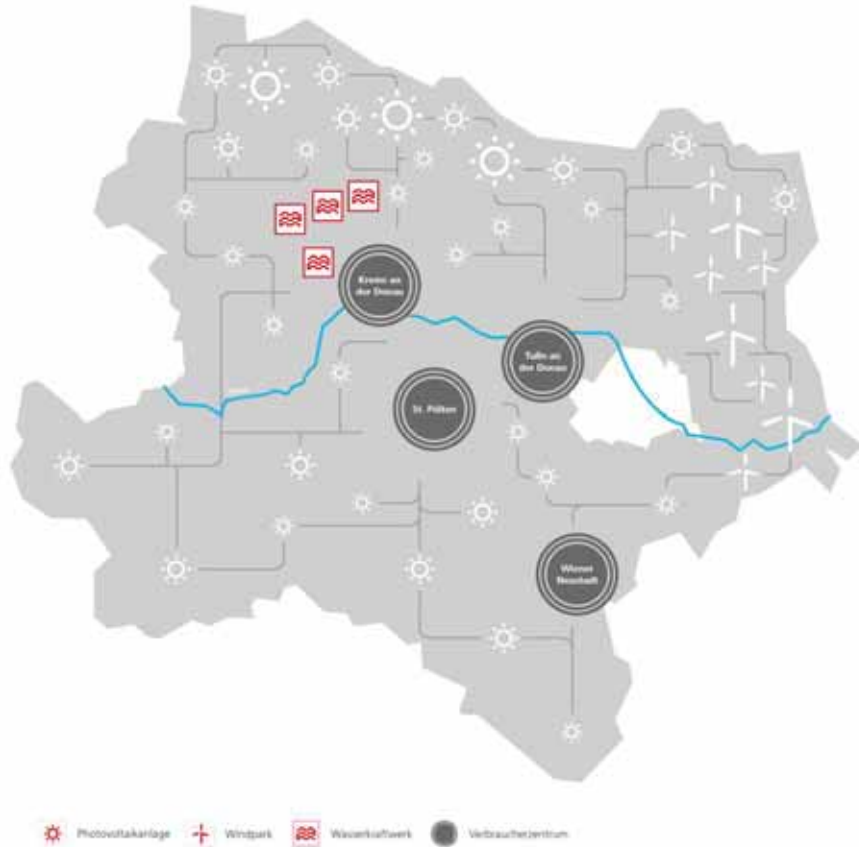 Krems an
der Donau
Tulln an
der Donau
St. Pölten
Wiener
Neustadt
Photovoltaikanlage
Windpark
Wasserkraftwerk
Verbraucherzentrum